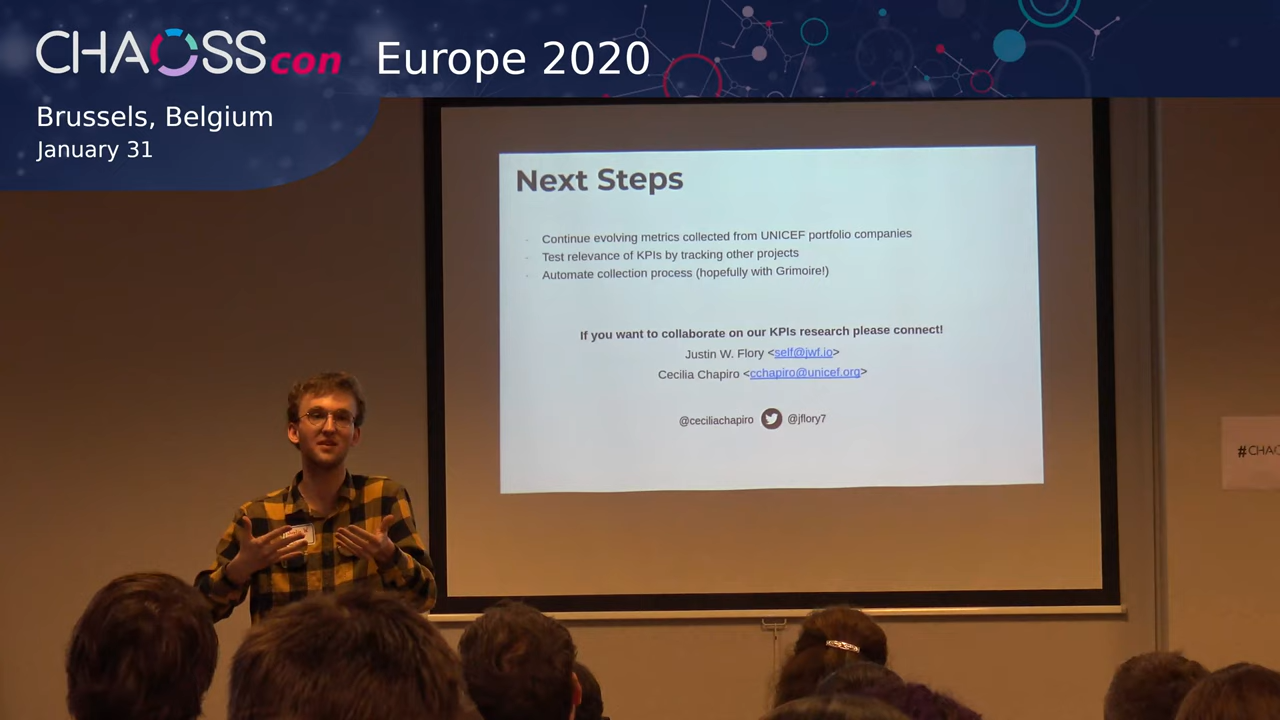 CHAOSScon Europe 2020
Brussels, Belgium
January 31
Next Steps
· Continue evolving metrics collected from UNICEF portfolio companies
· Test relevance of KPIs by tracking other projects
· Automate collection process (hopefully with Grimoire!)
If you want to collaborate on our KPIs research please connect!
Justin W. Flory <self@jwf.io>
Cecilia Chapiro <cchapiro@unicef.org>
@ceciliachapiro @jflory7
#CHAO